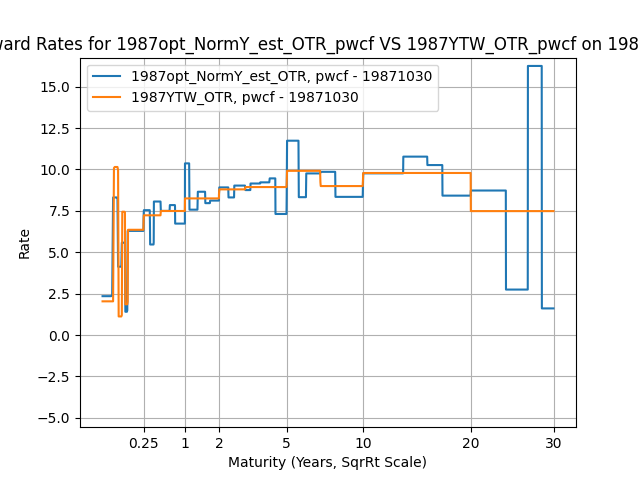 ward Rates for 1987opt_NormY_est_OTR_pwcf VS 1987YTW_OTR_pwcf on 198
1987opt_NormY_est_OTR, pwcf - 19871030
1987YTW_OTR, pwcf - 19871030
Rate
15.0
12.5
10.0
7.5
5.0
2.5
0.0
−2.5
−5.0
0.25 1 2 5 10 20 30
Maturity (Years, SqrRt Scale)